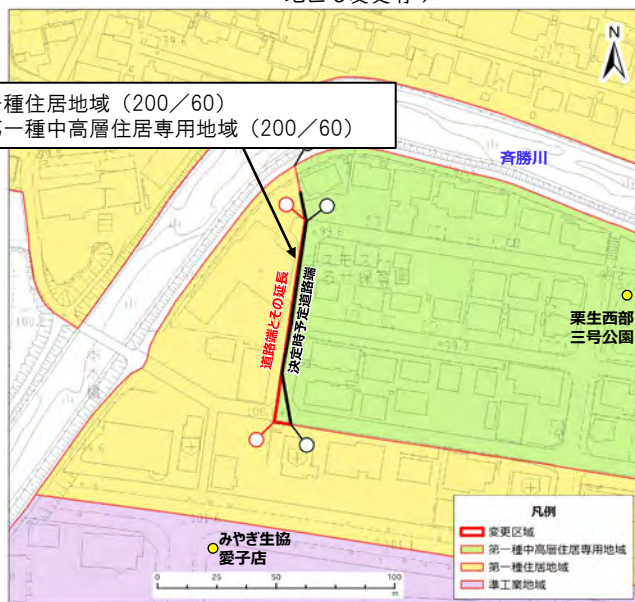 N
種住居地域（200／60）
第一種中高層住居専用地域（200／60）
斉勝川
道路端とその延長
決定時予定道路端
栗生西部
三号公園
みやぎ生協
愛子店
0 25 50 100
m
凡例
変更区域
第一種中高層住居専用地域
第一種住居地域
準工業地域